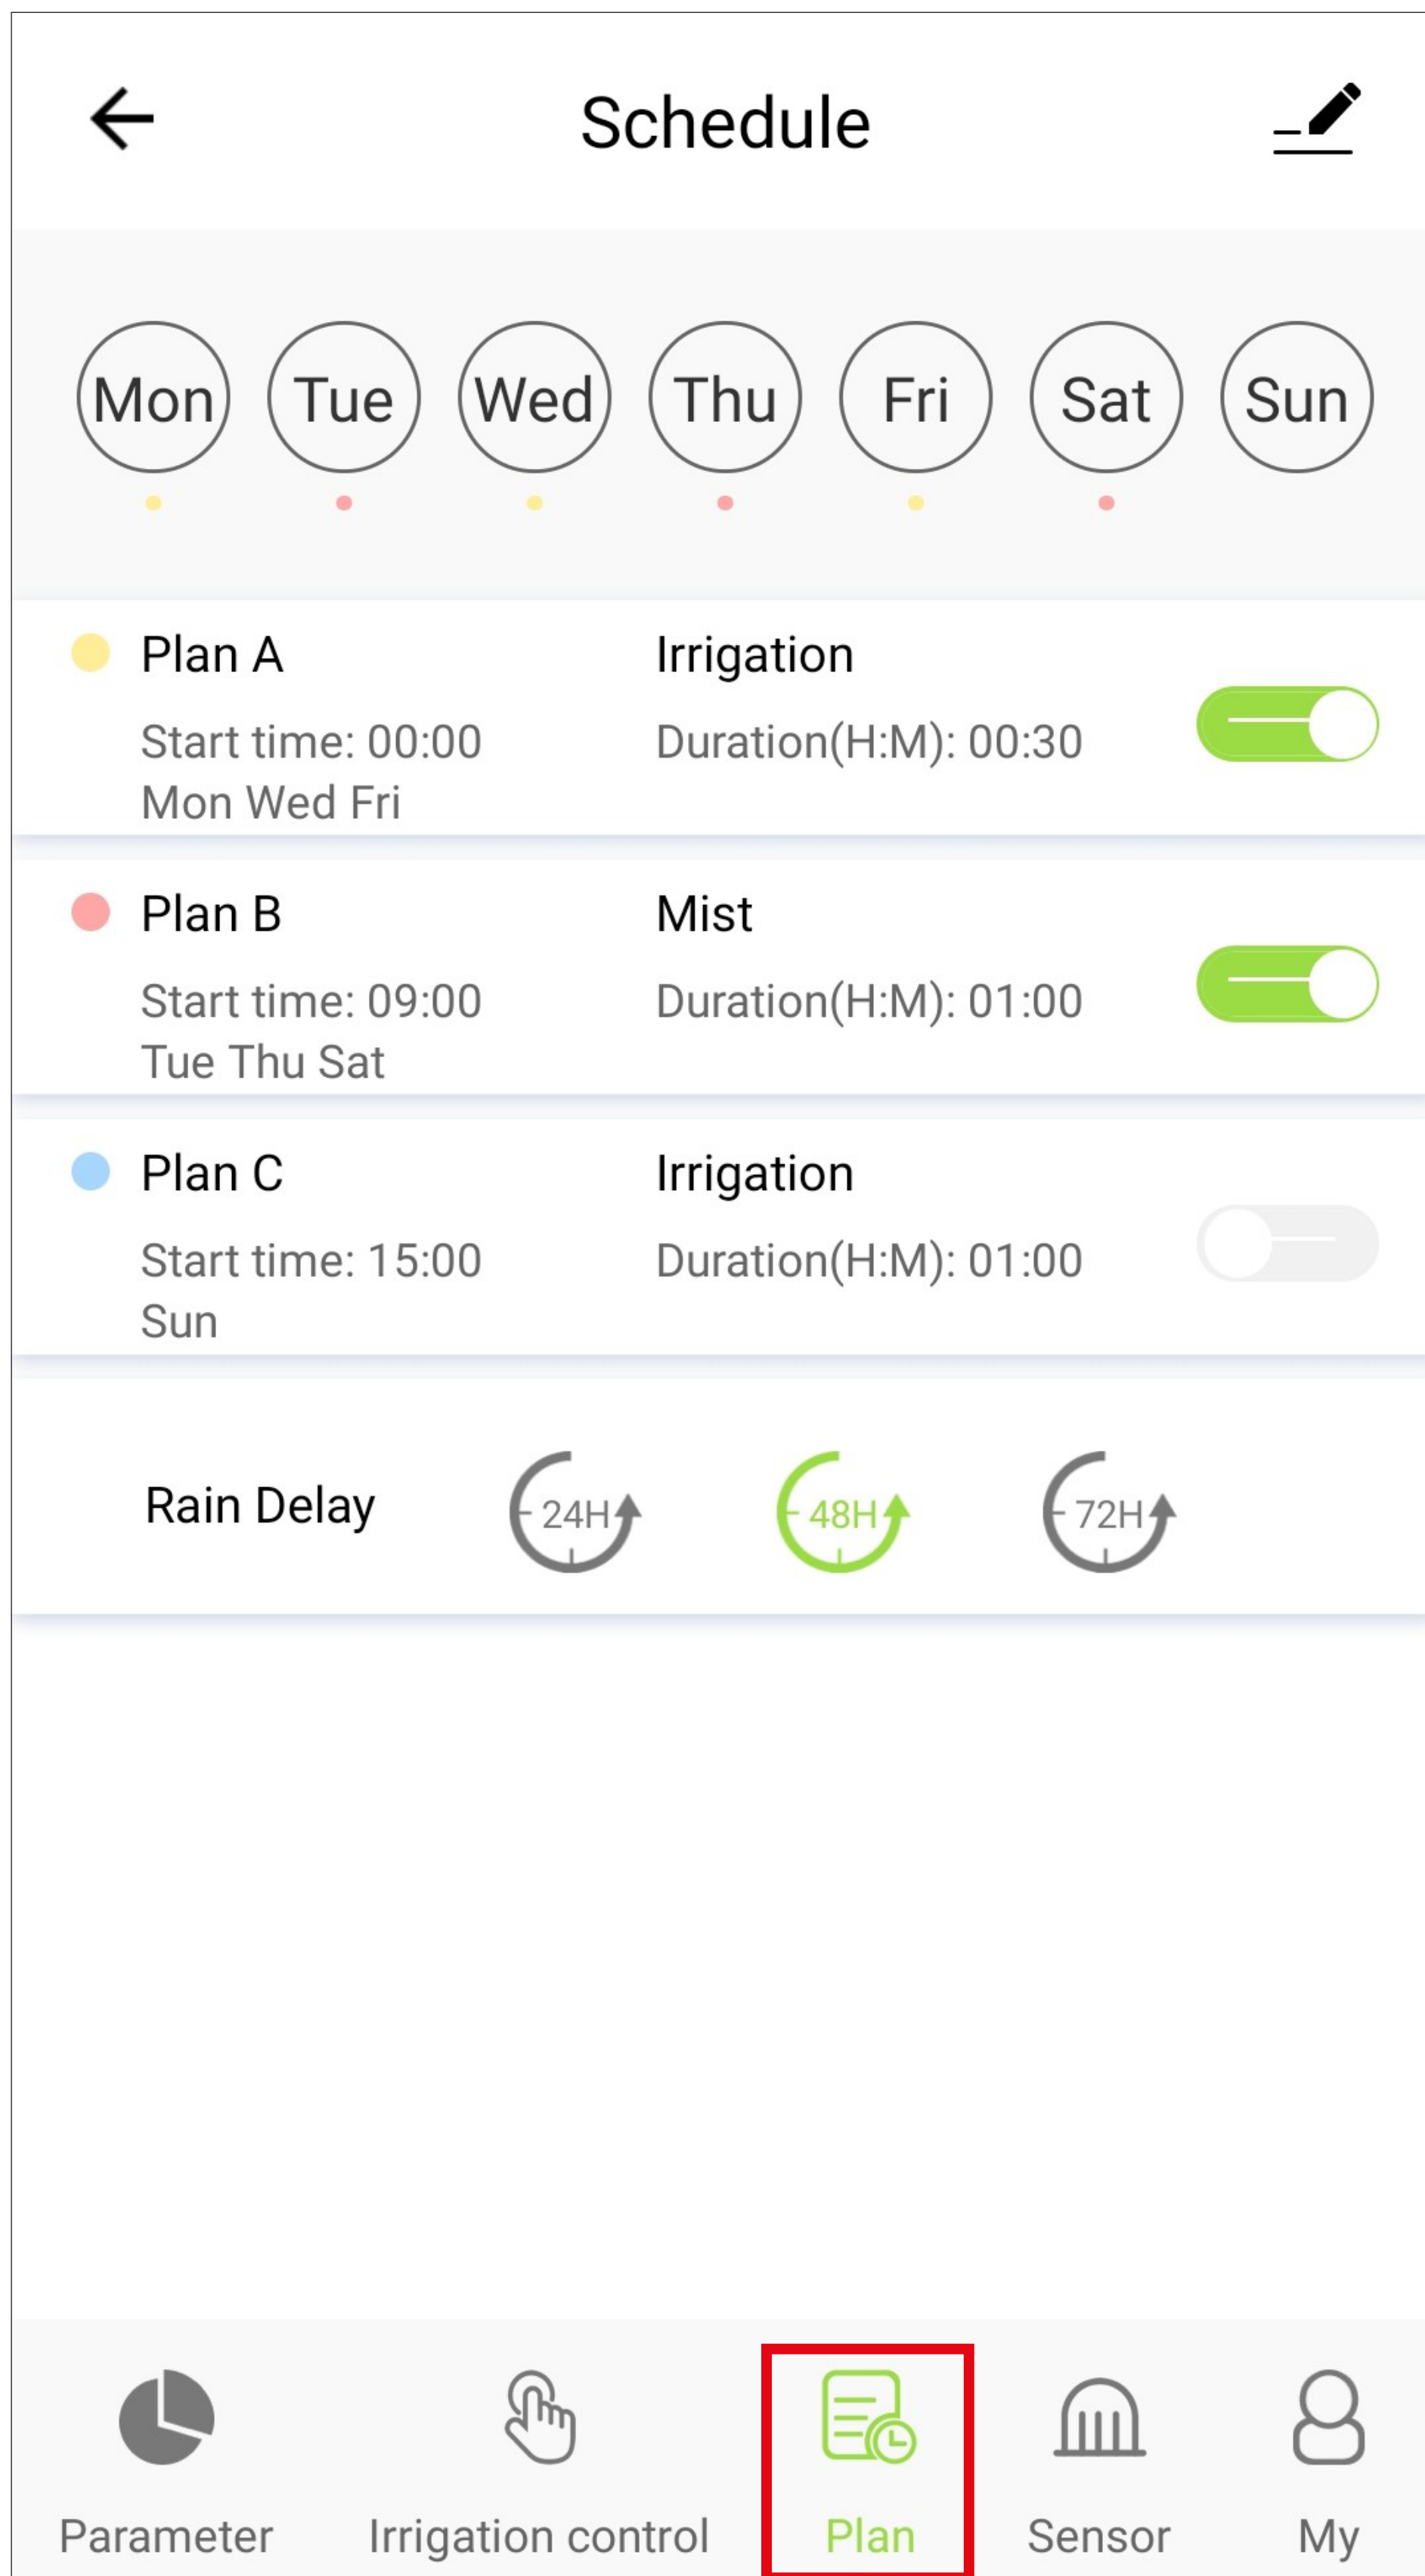 Schedule
Mon Tue Wed Thu Fri Sat Sun
Plan A Irrigation
Start time: 00:00 Duration(H:M): 00:30
Mon Wed Fri
Plan B Mist
Start time: 09:00 Duration(H:M): 01:00
Tue Thu Sat
Plan C Irrigation
Start time: 15:00 Duration(H:M): 01:00
Sun
Rain Delay 24H 48H 72H
Parameter Irrigation control Plan Sensor My